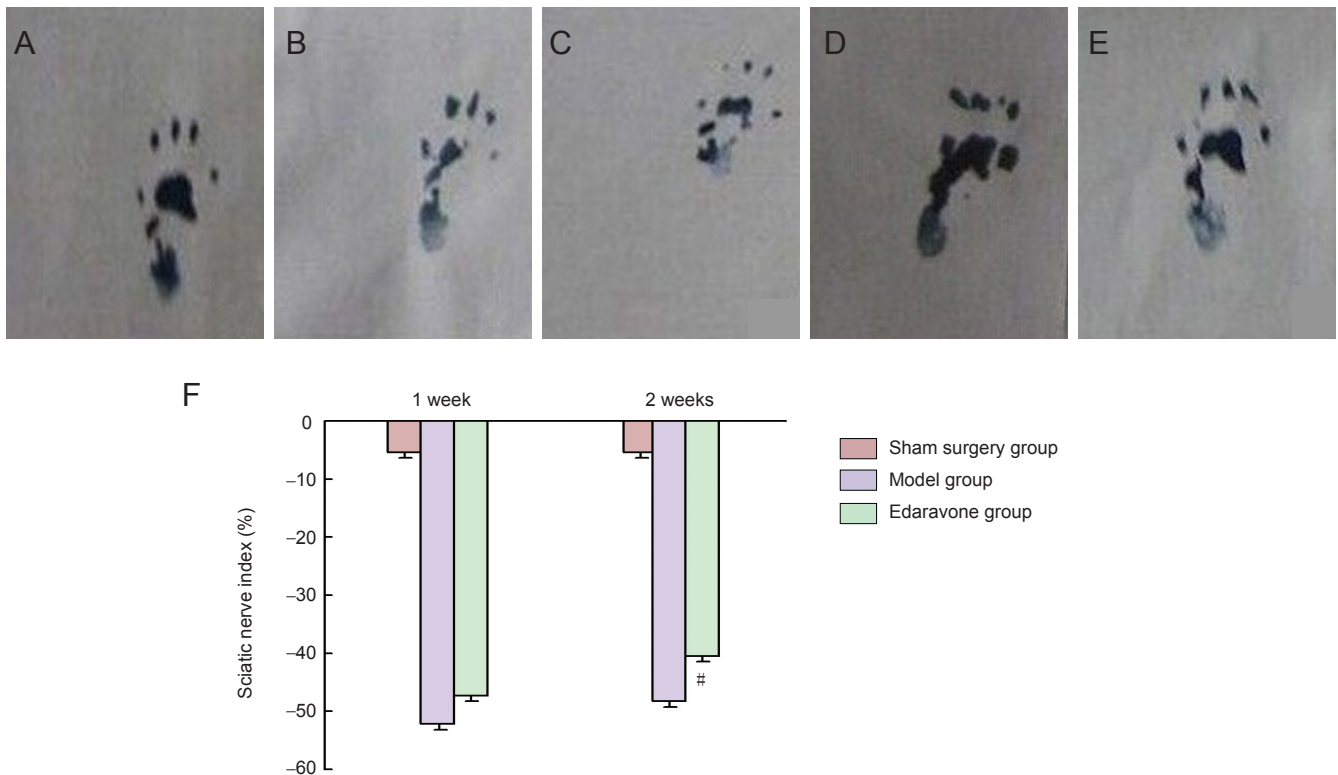 A
B
C
D
E
F
1 week
2 weeks
0
–10
–20
–30
–40
–50
–60
Sciatic nerve index (%)
#
Sham surgery group
Model group
Edaravone group